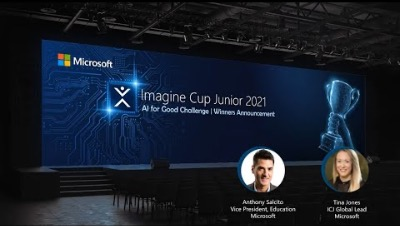 Microsoft
Imagine Cup Junior 2021
AI for Good Challenge | Winners Announcement
Anthony Salcito
Vice President, Education
Microsoft
Tina Jones
ICJ Global Lead
Microsoft